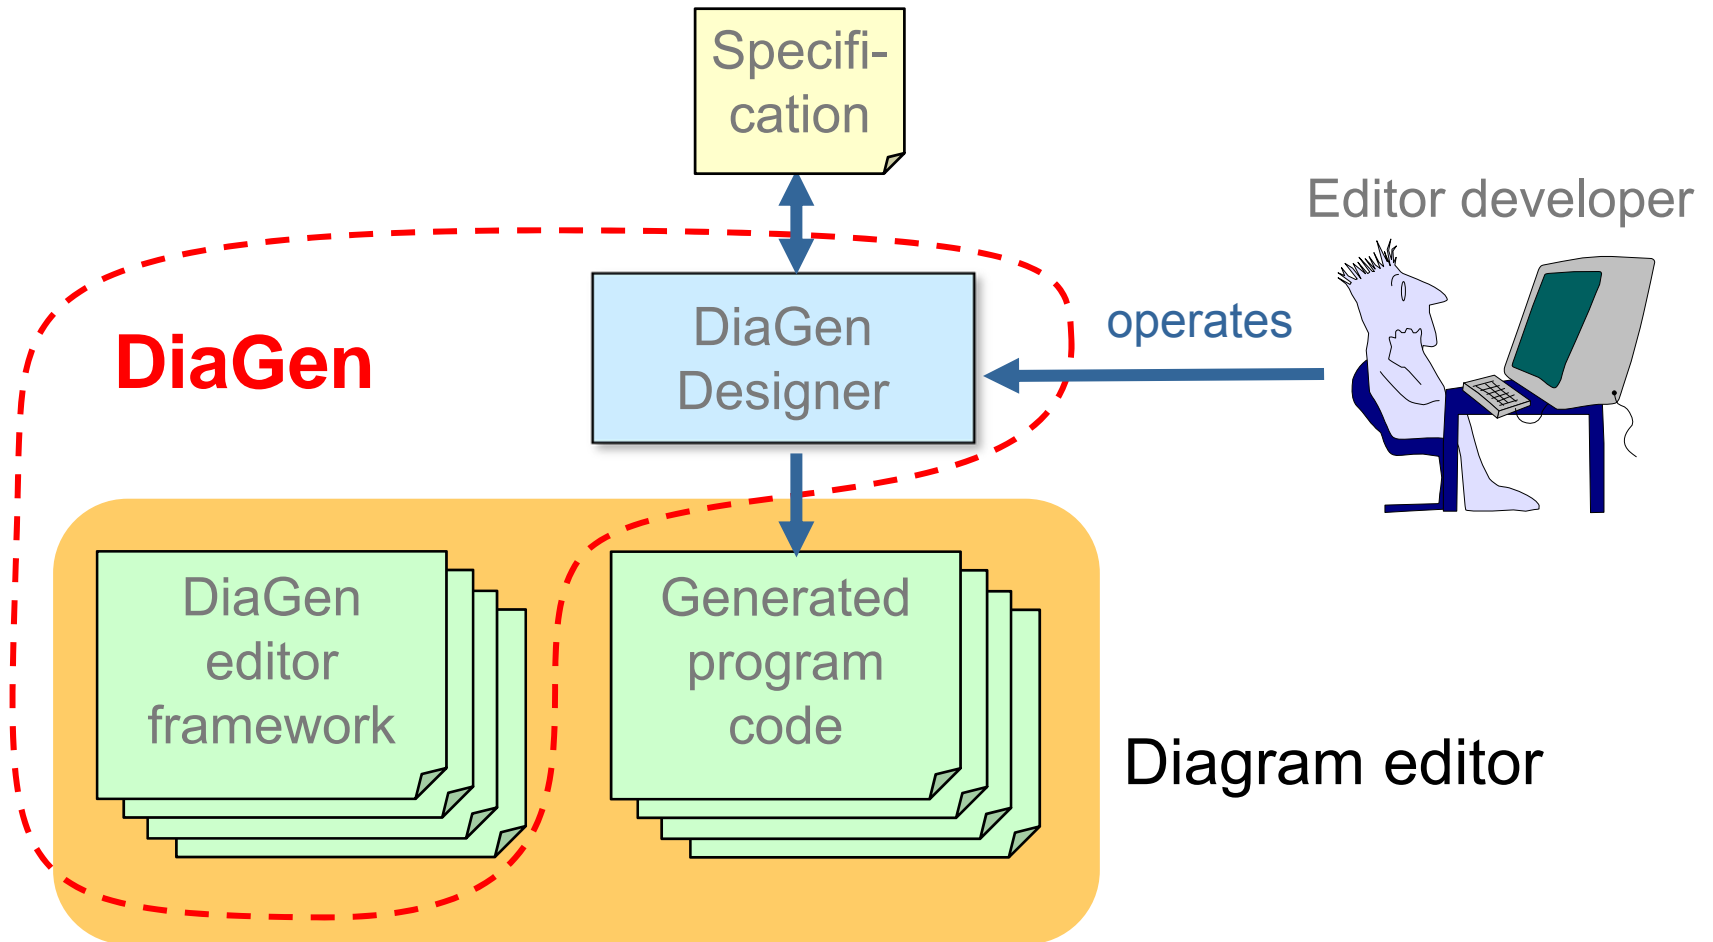 Specifi-
cation
Editor developer
operates
DiaGen
Designer
DiaGen
DiaGen
editor
framework
Generated
program
code
Diagram editor